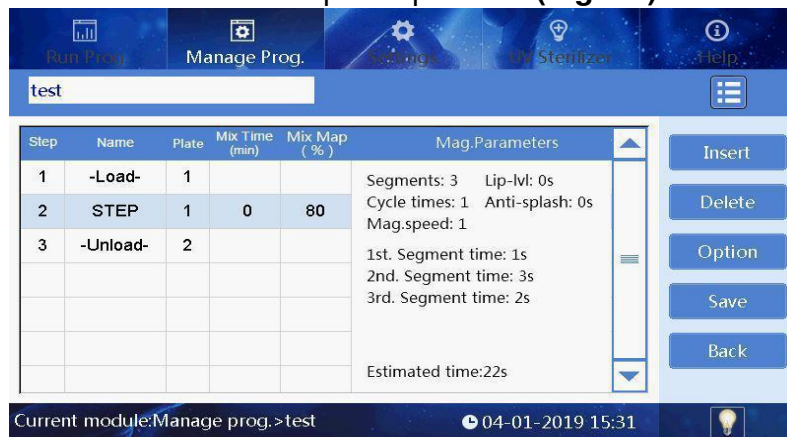 Run Prog.
Manage Prog.
Settings
UV Sterilizer
Help
test
Step Name Plate Mix Time (min) Mix Map ( % ) Mag.Parameters
1 -Load- 1
2 STEP 1 0 80
3 -Unload- 2
Segments: 3 Lip-lvl: 0s
Cycle times: 1 Anti-splash: 0s
Mag.speed: 1
1st. Segment time: 1s
2nd. Segment time: 3s
3rd. Segment time: 2s
Estimated time:22s
Insert
Delete
Option
Save
Back
Current module:Manage prog.>test 04-01-2019 15:31